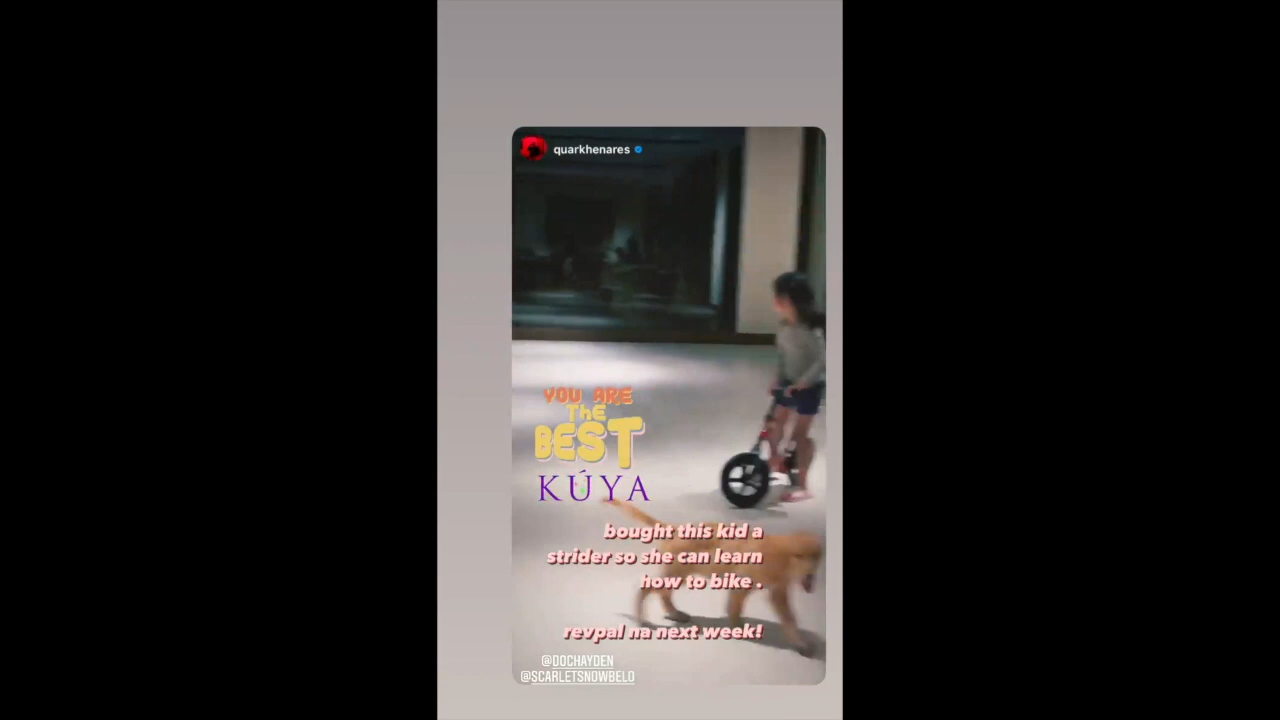 quarkhenares
YOU ARE
The
BEST
KÚYA
bought this kid a
strider so she can learn
how to bike .
revpal na next week!
@DOCHAYDEN
@SCARLETSNOWBELO